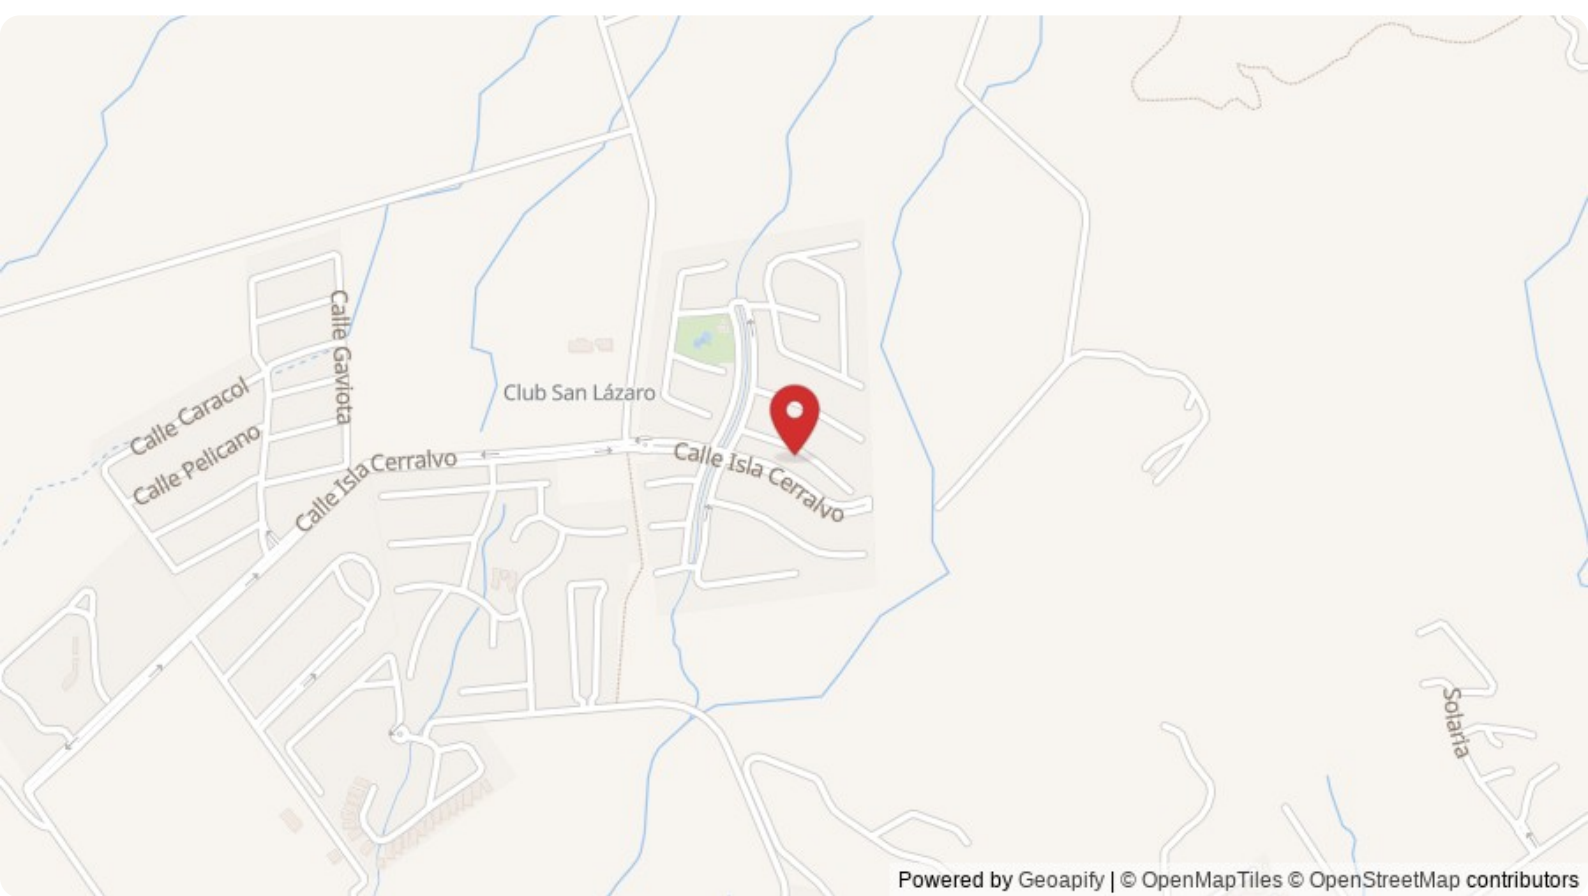 Calle Gaviota
Club San Lázaro
Calle Caracol
Calle Pelicano
Calle Isla Cerralvo
Calle Isla Cerralvo
Solaria
Powered by Geoapify | © OpenMapTiles © OpenStreetMap contributors